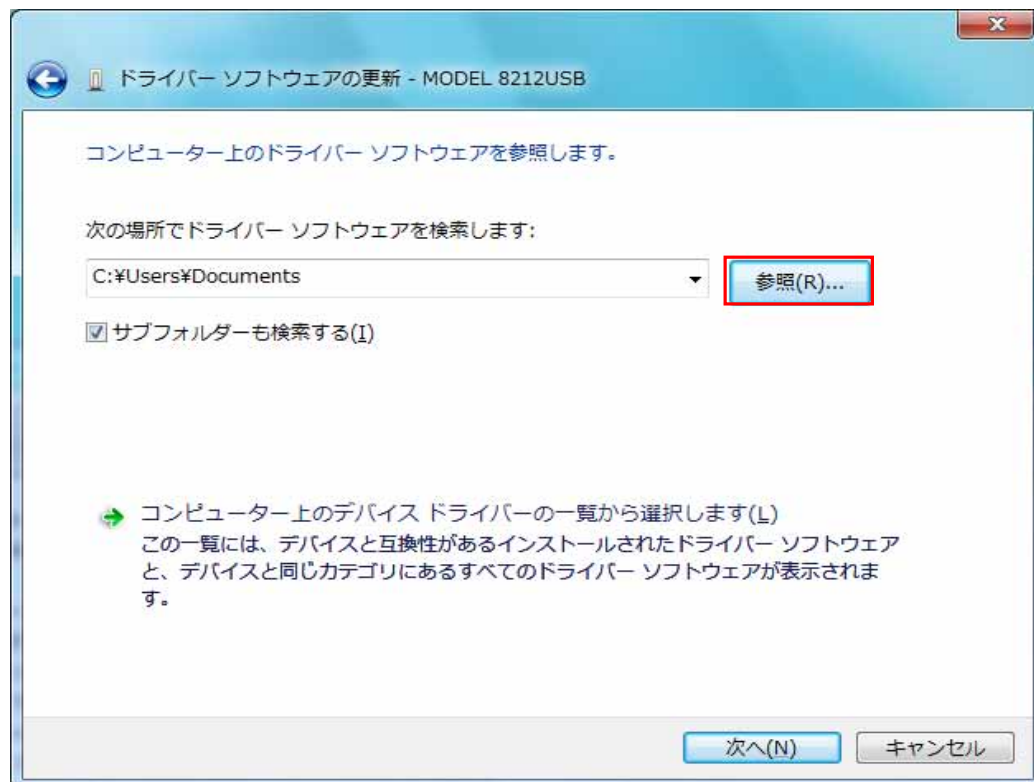 ドライバー ソフトウェアの更新 - MODEL 8212USB
コンピューター上のドライバー ソフトウェアを参照します。
次の場所でドライバー ソフトウェアを検索します:
C:¥Users¥Documents
参照(R)...
サブフォルダーも検索する(I)
コンピューター上のデバイス ドライバーの一覧から選択します(L)
この一覧には、デバイスと互換性があるインストールされたドライバー ソフトウェア
と、デバイスと同じカテゴリにあるすべてのドライバー ソフトウェアが表示されま
す。
次へ(N)
キャンセル